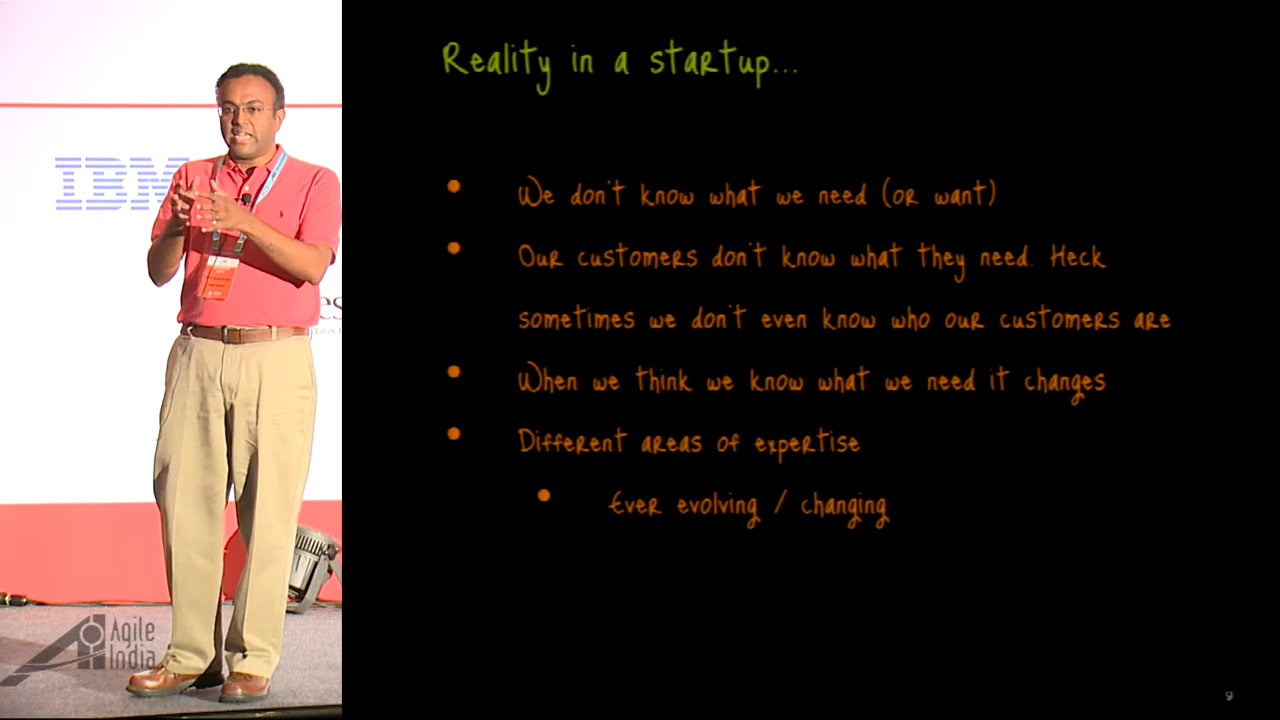 Reality in a startup...
We don't know what we need (or want)
Our customers don't know what they need. Heck
sometimes we don't even know who our customers are
When we think we know what we need it changes
Different areas of expertise
Ever evolving / changing
9
IBM
Agile
India